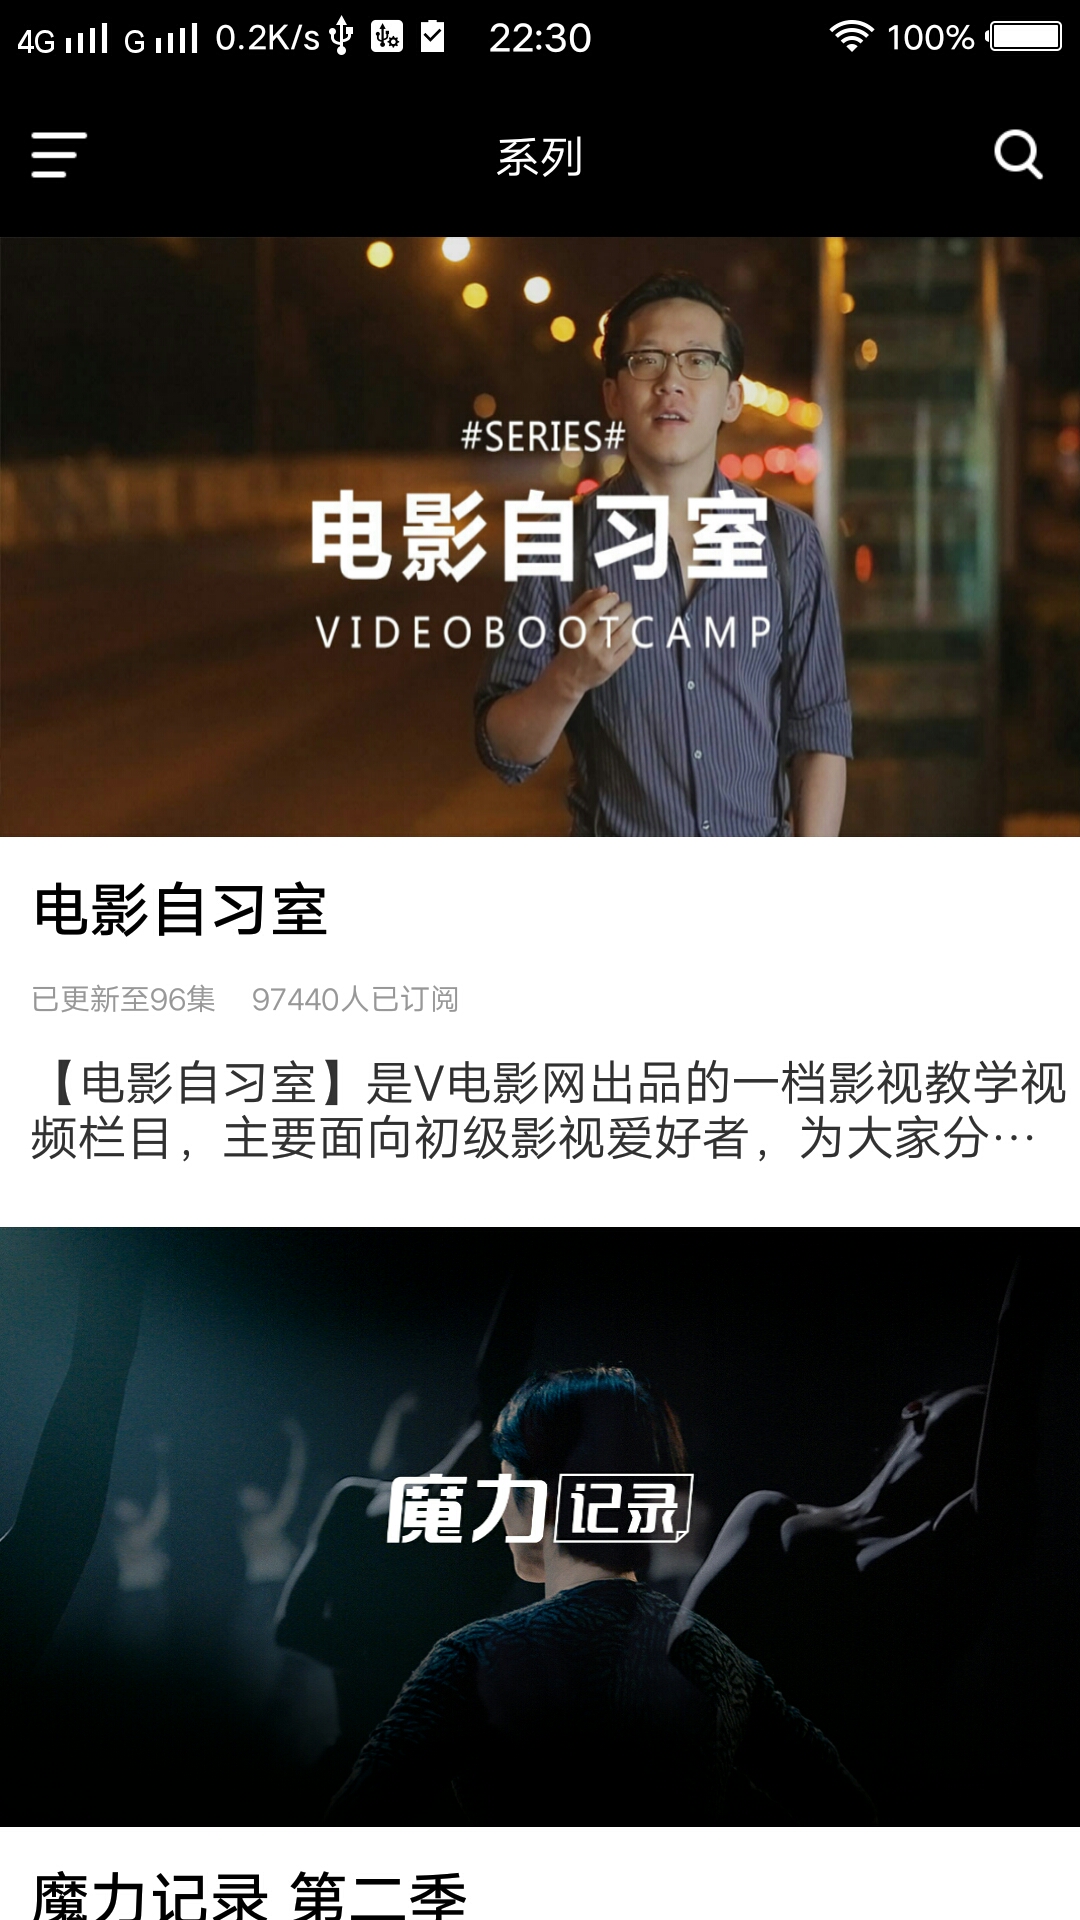 4G G 0.2K/s 22:30 100%
系列
#SERIES#
电影自习室
VIDEOBOOTCAMP
电影自习室
已更新至96集 97440人已订阅
【电影自习室】是V电影网出品的一档影视教学视
频栏目，主要面向初级影视爱好者，为大家分…
魔力记录
魔力记录 第二季